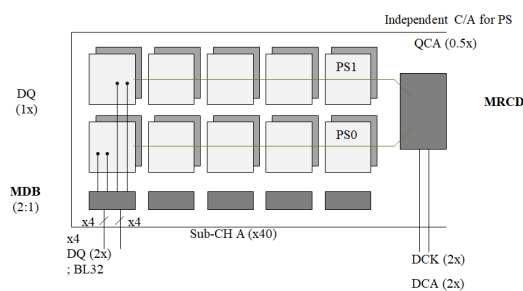 Independent C/A for PS
QCA (0.5x)
PS1
DQ
(1x)
MRCD
PS0
MDB
(2:1)
x4 x4
Sub-CH A (x40)
x4
DQ (2x)
; BL32
DCK (2x)
DCA (2x)